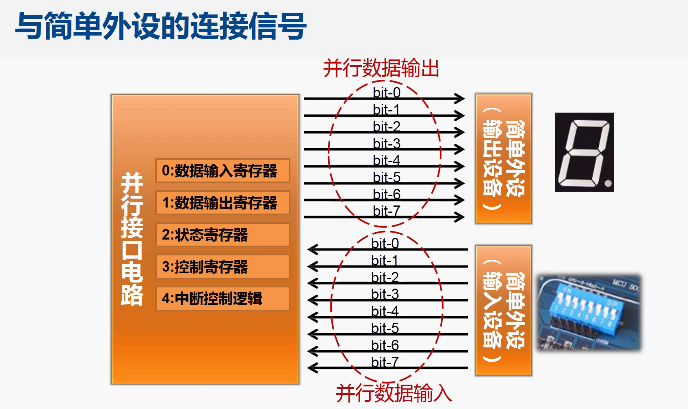 与简单外设的连接信号
并行数据输出
bit-0
bit-1
bit-2
bit-3
bit-4
bit-5
bit-6
bit-7
简单外设
（输出设备）
并行接口电路
0:数据输入寄存器
1:数据输出寄存器
2:状态寄存器
3:控制寄存器
4:中断控制逻辑
bit-0
bit-1
bit-2
bit-3
bit-4
bit-5
bit-6
bit-7
简单外设
（输入设备）
并行数据输入